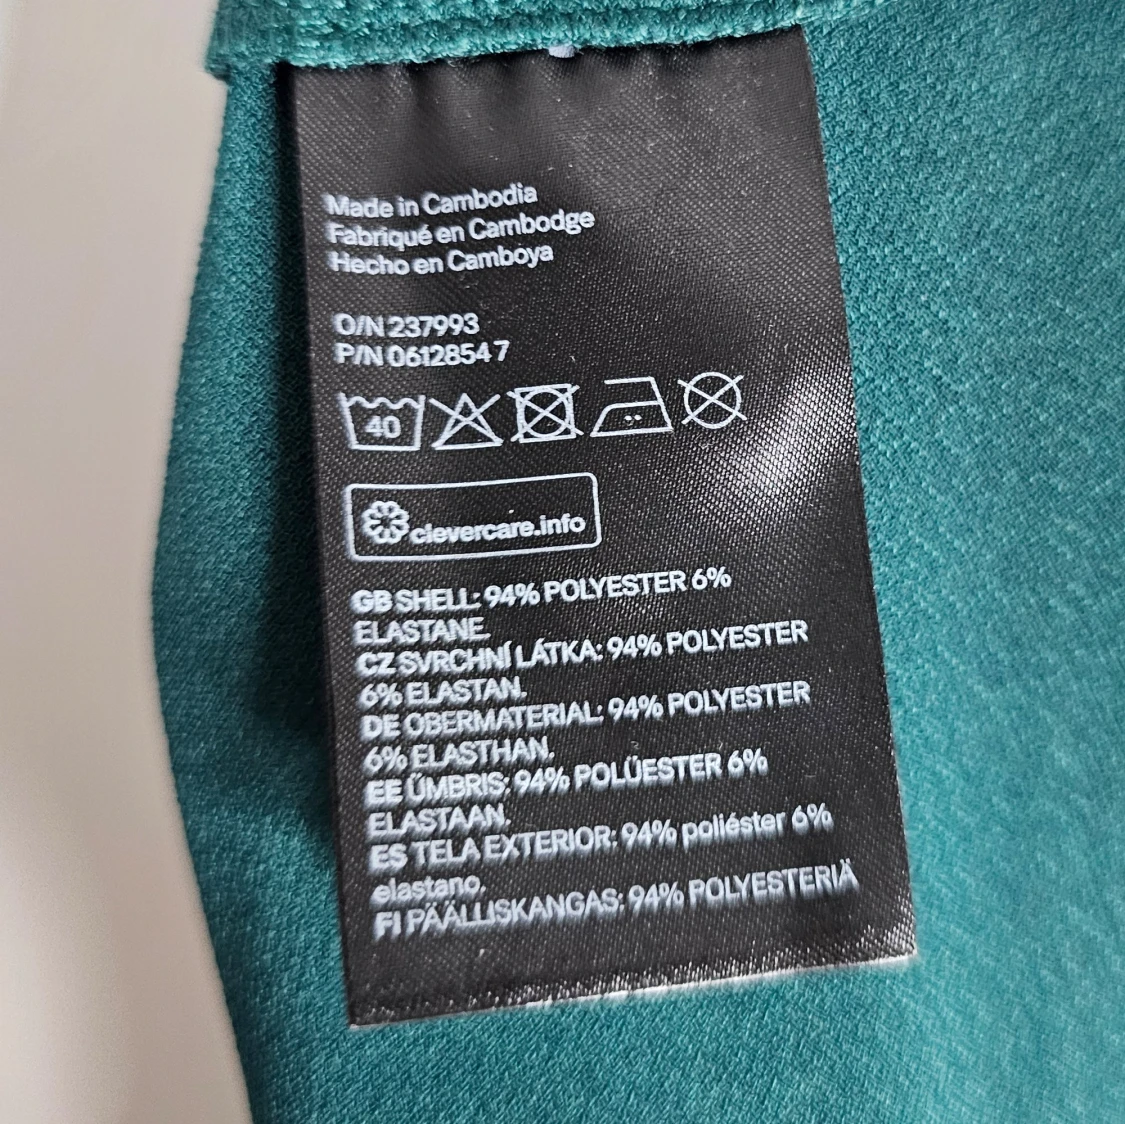 Made in Cambodia
Fabriqué en Cambodge
Hecho en Camboya
O/N 237993
P/N 06128547
40
clevercare.info
GB SHELL: 94% POLYESTER 6%
ELASTANE.
CZ SVRCHNÍ LÁTKA: 94% POLYESTER
6% ELASTAN.
DE OBERMATERIAL: 94% POLYESTER
6% ELASTHAN.
EE ÜMBRIS: 94% POLÜESTER 6%
ELASTAAN.
ES TELA EXTERIOR: 94% poliéster 6%
elastano.
FI PÄÄLLISKANGAS: 94% POLYESTERIÄ